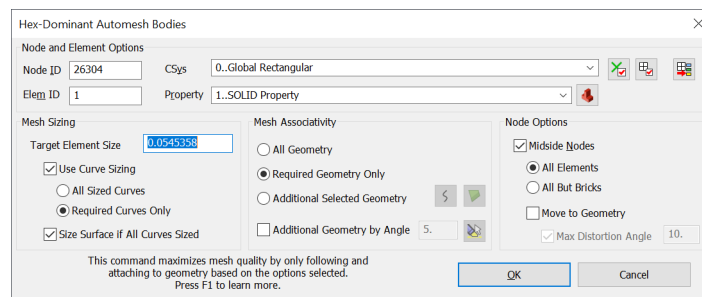 Hex-Dominant Automesh Bodies
Node and Element Options
Node ID 26304 CSys 0..Global Rectangular
Elem ID 1 Property 1..SOLID Property
Mesh Sizing
Target Element Size 0.0545358
Use Curve Sizing
All Sized Curves
Required Curves Only
Size Surface if All Curves Sized
Mesh Associativity
All Geometry
Required Geometry Only
Additional Selected Geometry
Additional Geometry by Angle 5.
Node Options
Midside Nodes
All Elements
All But Bricks
Move to Geometry
Max Distortion Angle 10.
This command maximizes mesh quality by only following and
attaching to geometry based on the options selected.
Press F1 to learn more.
OK Cancel